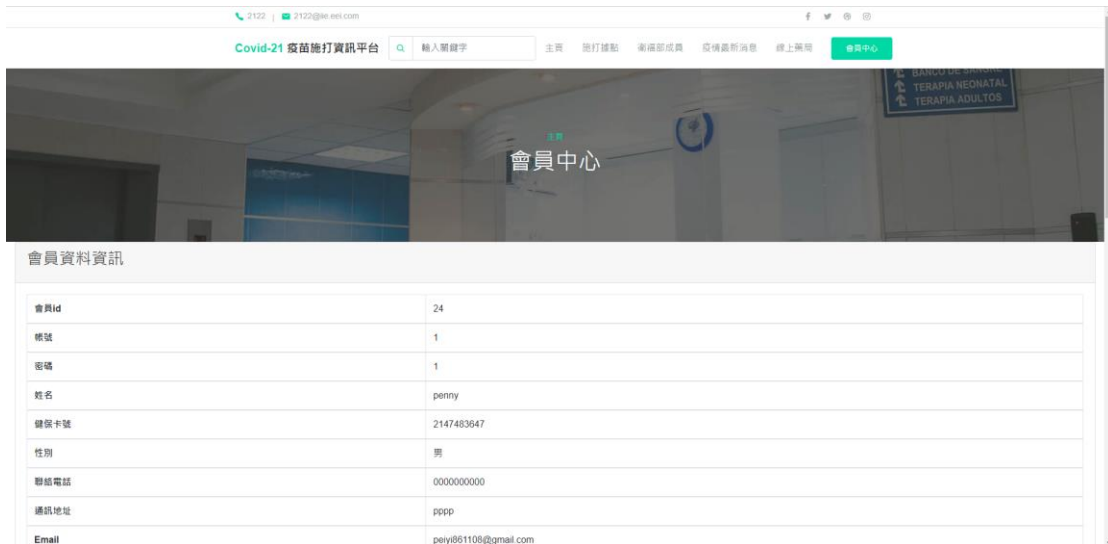 2122 | 2122@iie.eei.com
Covid-21 疫苗施打資訊平台 輸入關鍵字 主頁 施打據點 衛福部成員 疫情最新消息 線上藥局 會員中心
BANCO DE SANGRE
TERAPIA NEONATAL
TERAPIA ADULTOS
主頁
會員中心
會員資料資訊
會員id 24
帳號 1
密碼 1
姓名 penny
健保卡號 2147483647
性別 男
聯絡電話 0000000000
通訊地址 pppp
Email peiyi861108@gmail.com